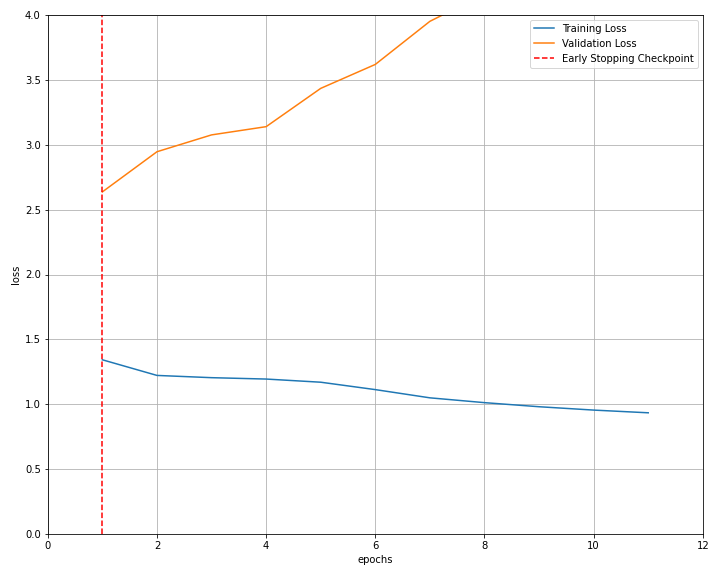 4.0
3.5
3.0
2.5
2.0
1.5
1.0
0.5
0.0
loss
0 2 4 6 8 10 12
epochs
Training Loss
Validation Loss
Early Stopping Checkpoint